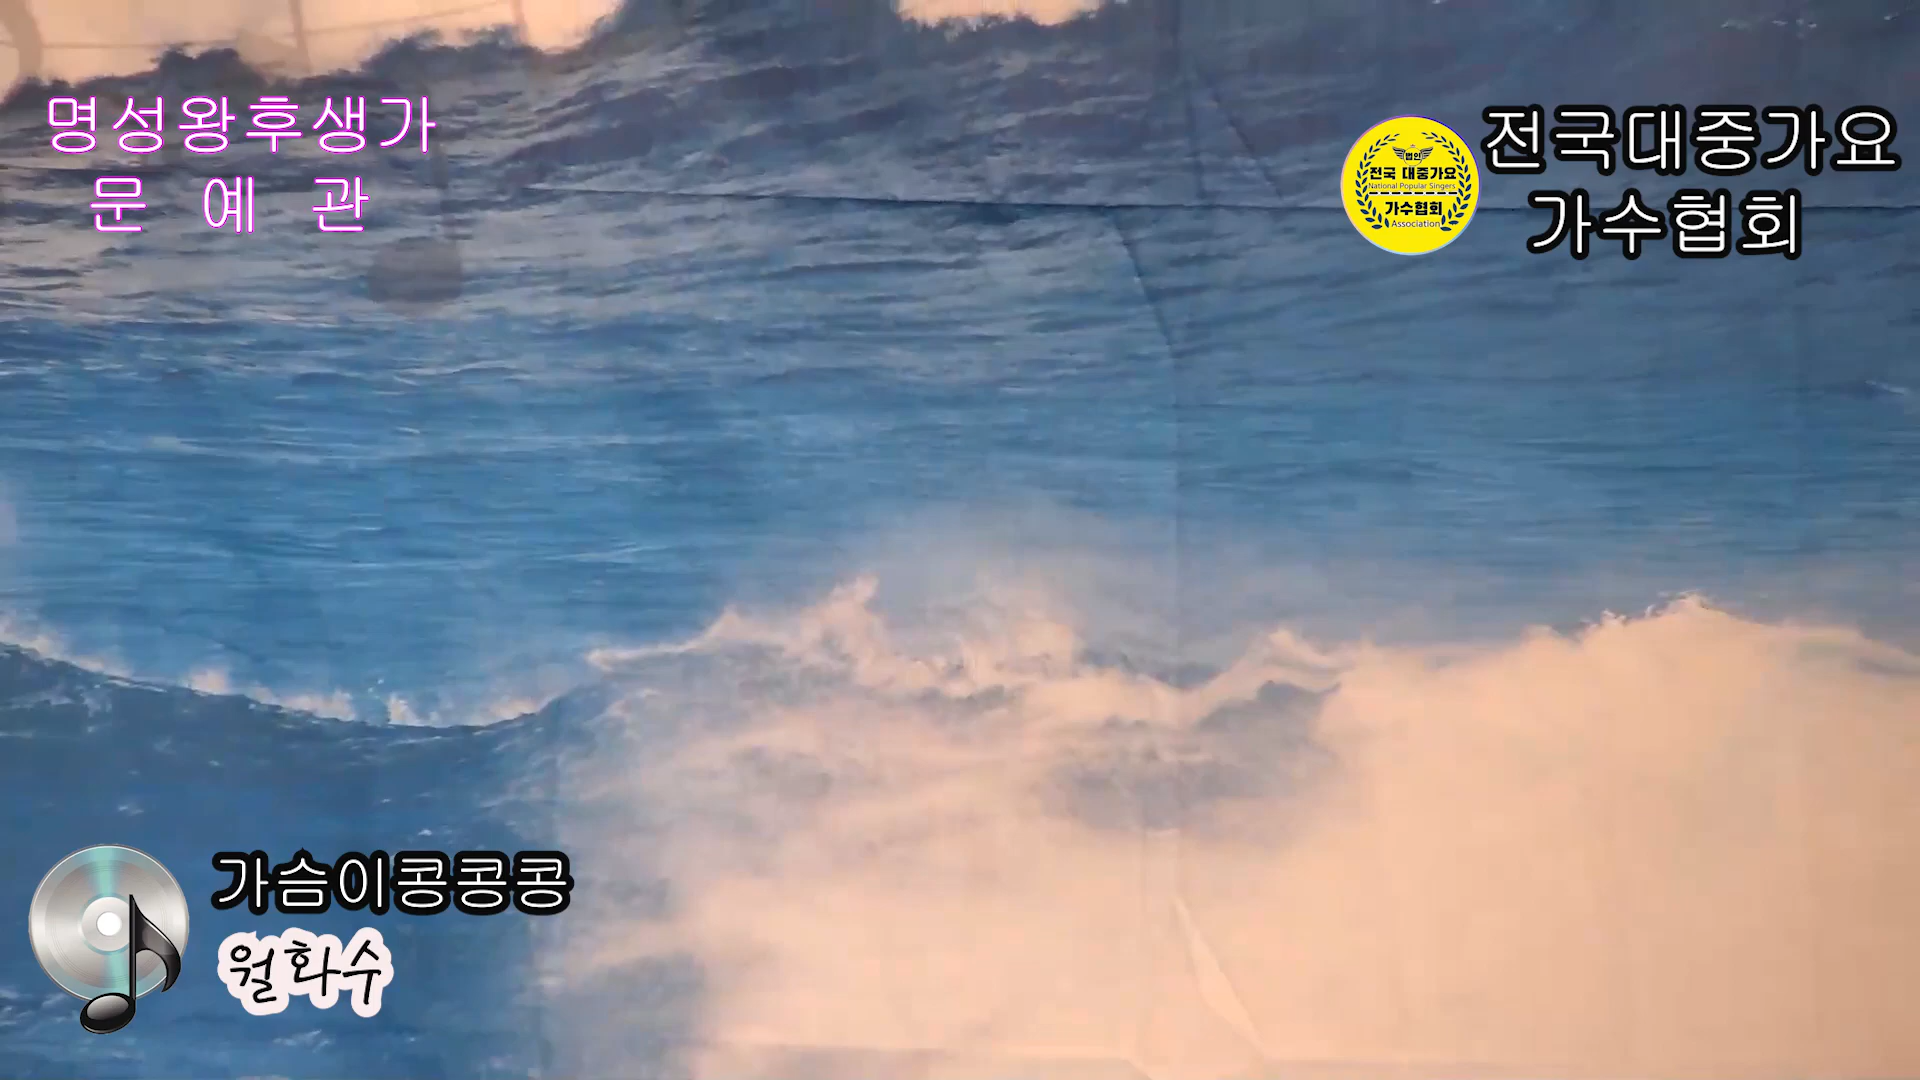 명성왕후생가
문 예 관
전국대중가요
가수협회
법인
전국 대중가요
National Popular Singers
가수협회
Association
가슴이콩콩콩
월화수